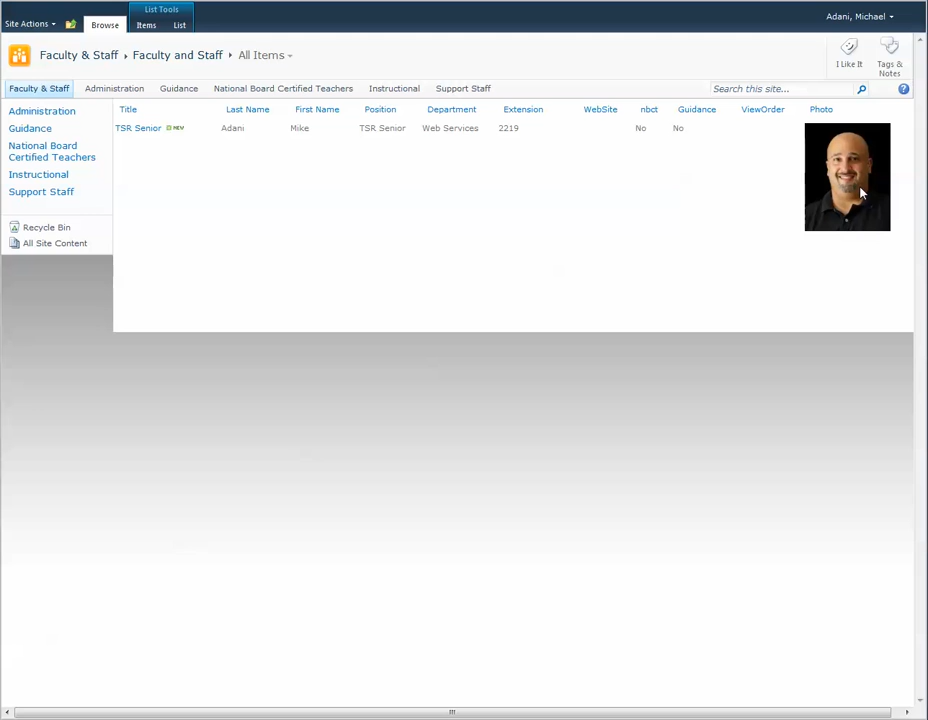 List Tools
Site Actions
Browse
Items
List
Adani, Michael
Faculty & Staff
Faculty and Staff
All Items
I Like It
Tags & Notes
Faculty & Staff
Administration
Guidance
National Board Certified Teachers
Instructional
Support Staff
Search this site...
Administration
Guidance
National Board
Certified Teachers
Instructional
Support Staff
Recycle Bin
All Site Content
Title Last Name First Name Position Department Extension WebSite nbct Guidance ViewOrder Photo
TSR Senior NEW Adani Mike TSR Senior Web Services 2219 No No